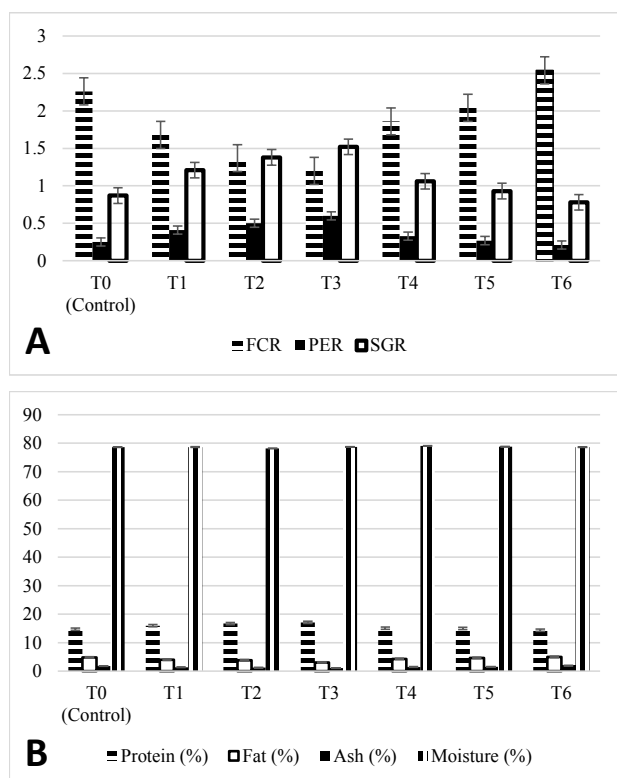 3
2.5
2
1.5
1
0.5
0
T0 T1 T2 T3 T4 T5 T6
(Control)
A
FCR PER SGR
90
80
70
60
50
40
30
20
10
0
T0 T1 T2 T3 T4 T5 T6
(Control)
B
Protein (%) Fat (%) Ash (%) Moisture (%)